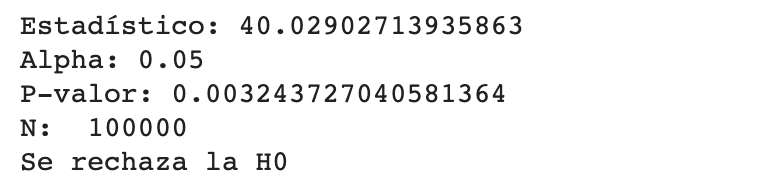 Estadístico: 40.02902713935863
Alpha: 0.05
P-valor: 0.003243727040581364
N:  100000
Se rechaza la H0